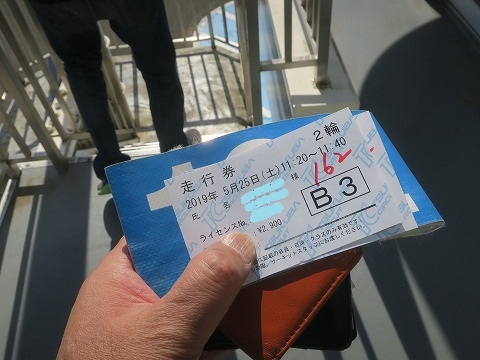 2輪
走行券
2019年 5月25日(土)11:20〜11:40
162
氏 名 様
B3
ライセンスNo.
¥2,900